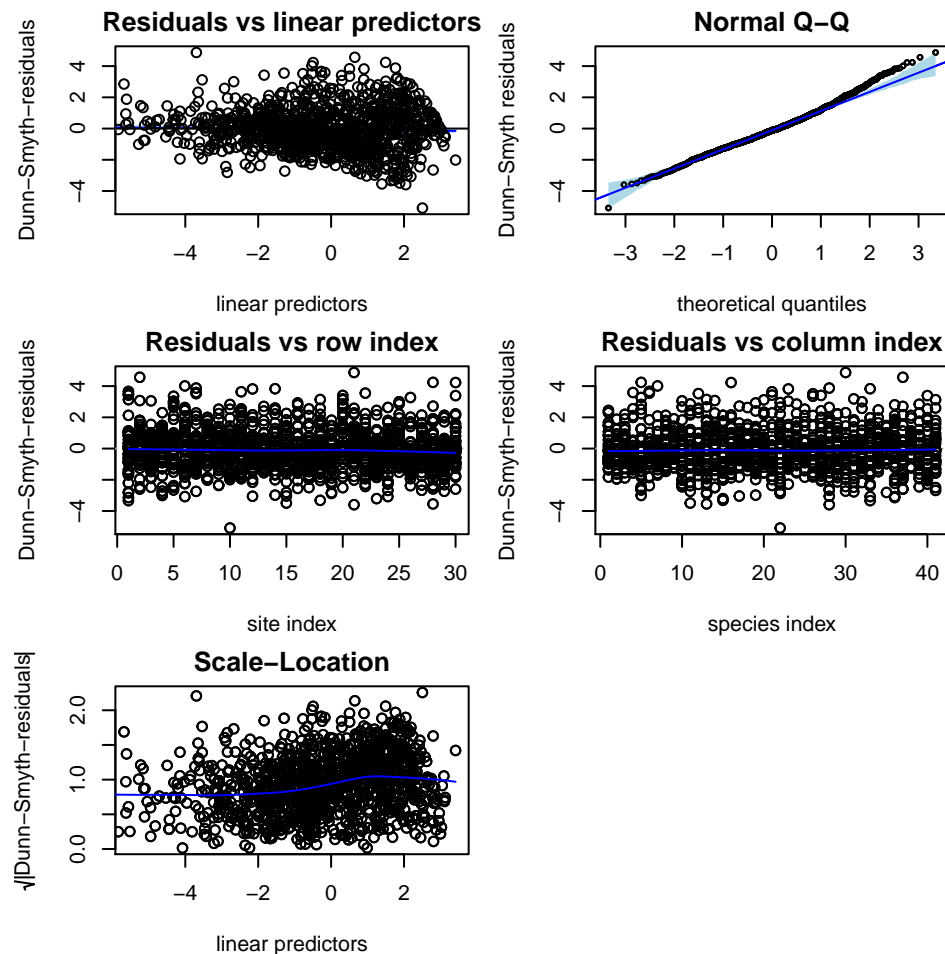 Residuals vs linear predictors
Dunn−Smyth−residuals
4
2
0
−4
−4 −2 0 2
linear predictors
Normal Q−Q
Dunn−Smyth residuals
4
2
0
−4
−3 −2 −1 0 1 2 3
theoretical quantiles
Residuals vs row index
Dunn−Smyth−residuals
4
2
0
−4
0 5 10 15 20 25 30
site index
Residuals vs column index
Dunn−Smyth−residuals
4
2
0
−4
0 10 20 30 40
species index
Scale−Location
√|Dunn−Smyth−residuals|
2.0
1.0
0.0
−4 −2 0 2
linear predictors